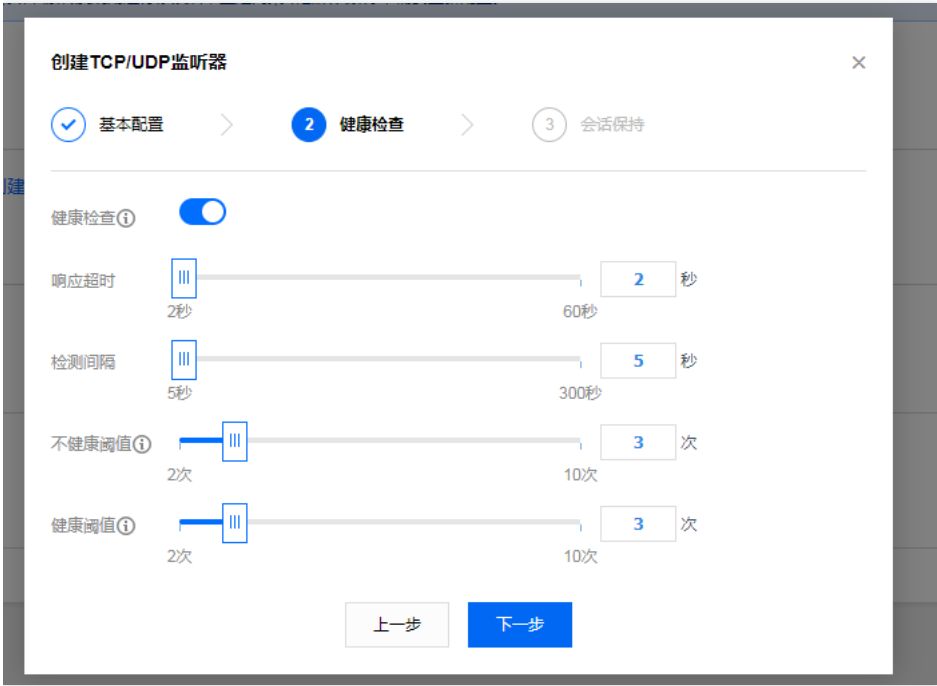 创建TCP/UDP监听器
基本配置 2 健康检查 3 会话保持
创建
健康检查
响应超时 2 秒
2秒 60秒
检测间隔 5 秒
5秒 300秒
不健康阈值 3 次
2次 10次
健康阈值 3 次
2次 10次
上一步 下一步